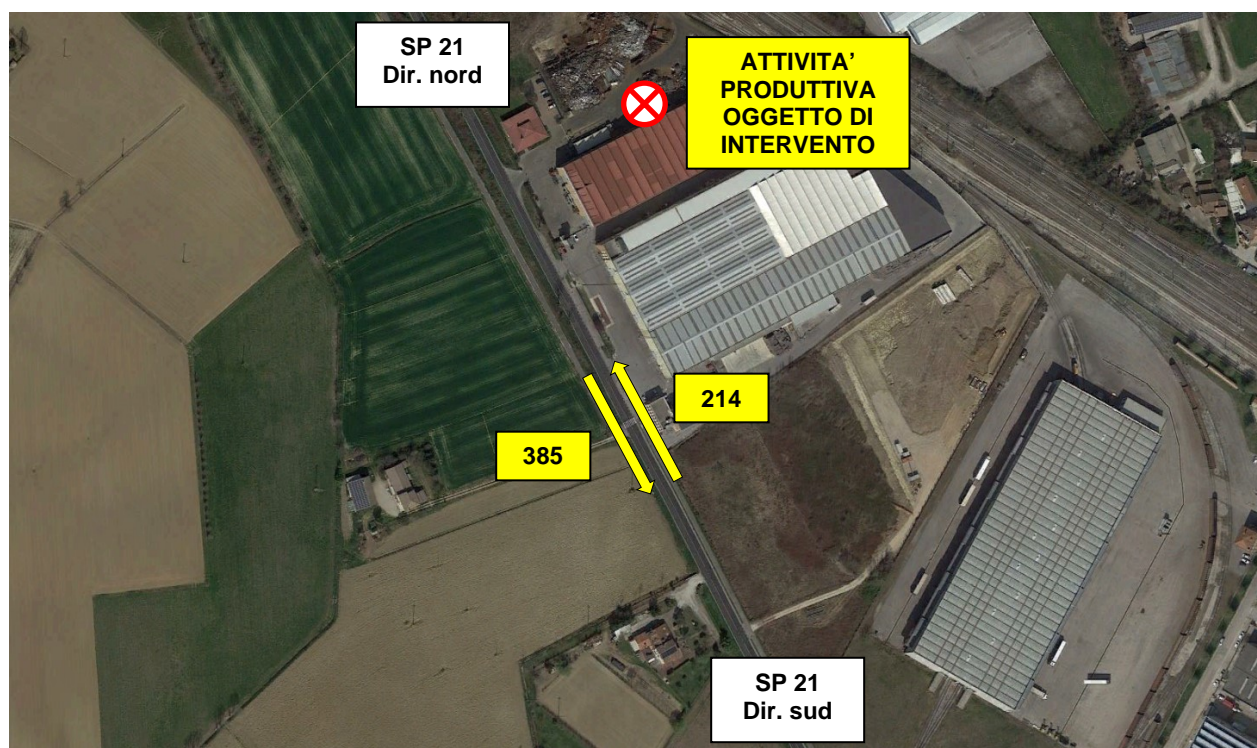 SP 21
Dir. nord
ATTIVITA’
PRODUTTIVA
OGGETTO DI
INTERVENTO
214
385
SP 21
Dir. sud